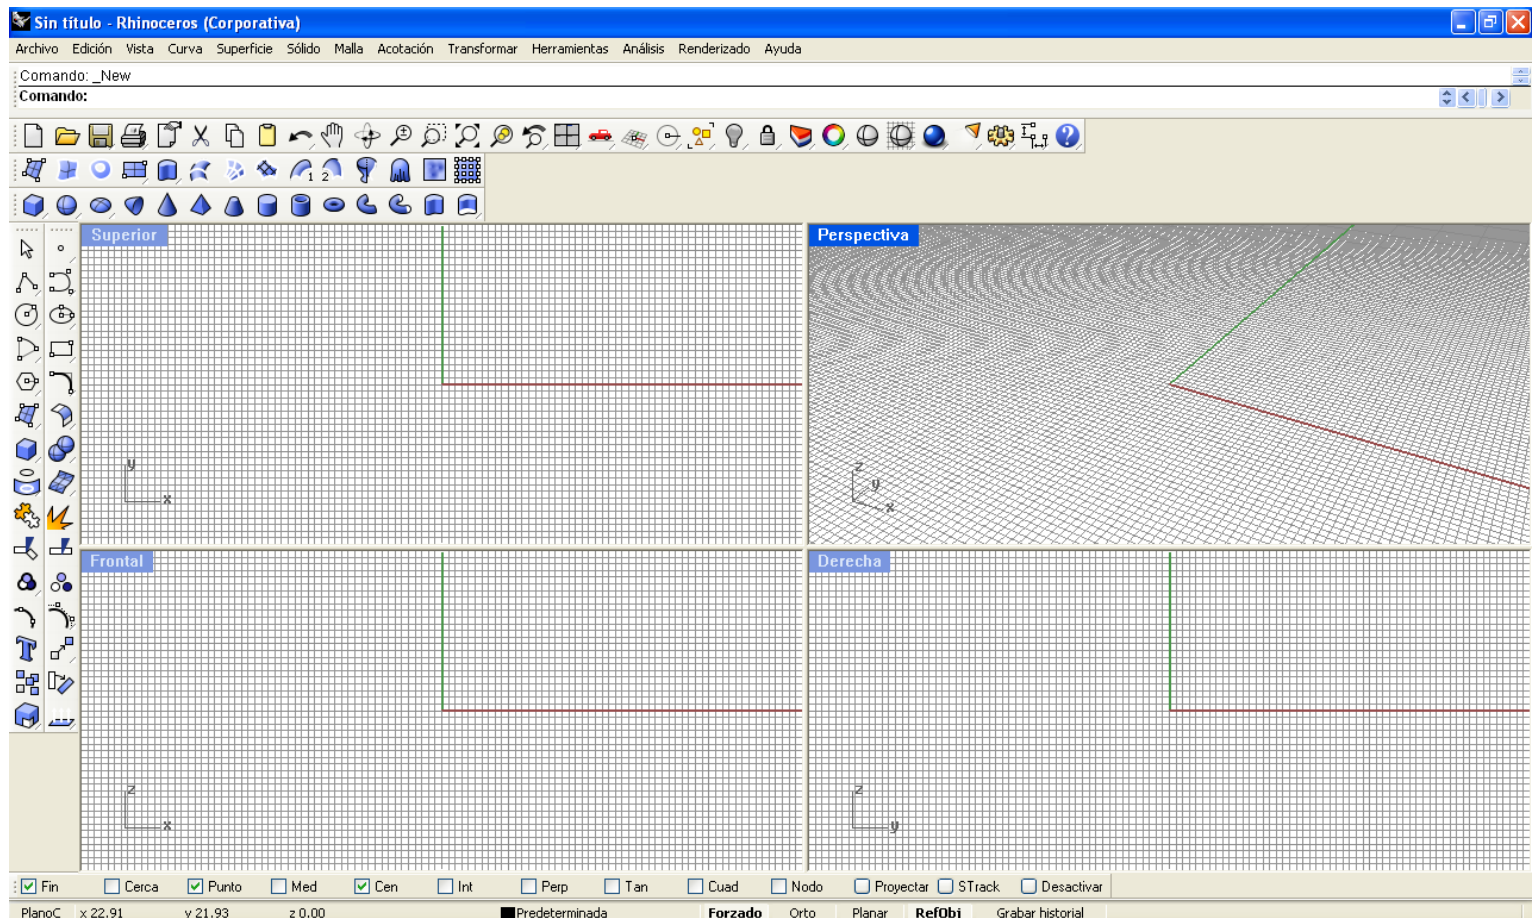 Sin título - Rhinoceros (Corporativa)
Archivo Edición Vista Curva Superficie Sólido Malla Acotación Transformar Herramientas Análisis Renderizado Ayuda
Comando: _New
Comando:
Superior
Perspectiva
y
x
z
y
x
Frontal
Derecha
z
x
z
y
Fin Cerca Punto Med Cen Int Perp Tan Cuad Nodo Proyectar STrack Desactivar
PlanoC x 22.91 y 21.93 z 0.00 Predeterminada Forzado Orto Planar RefObj Grabar historial